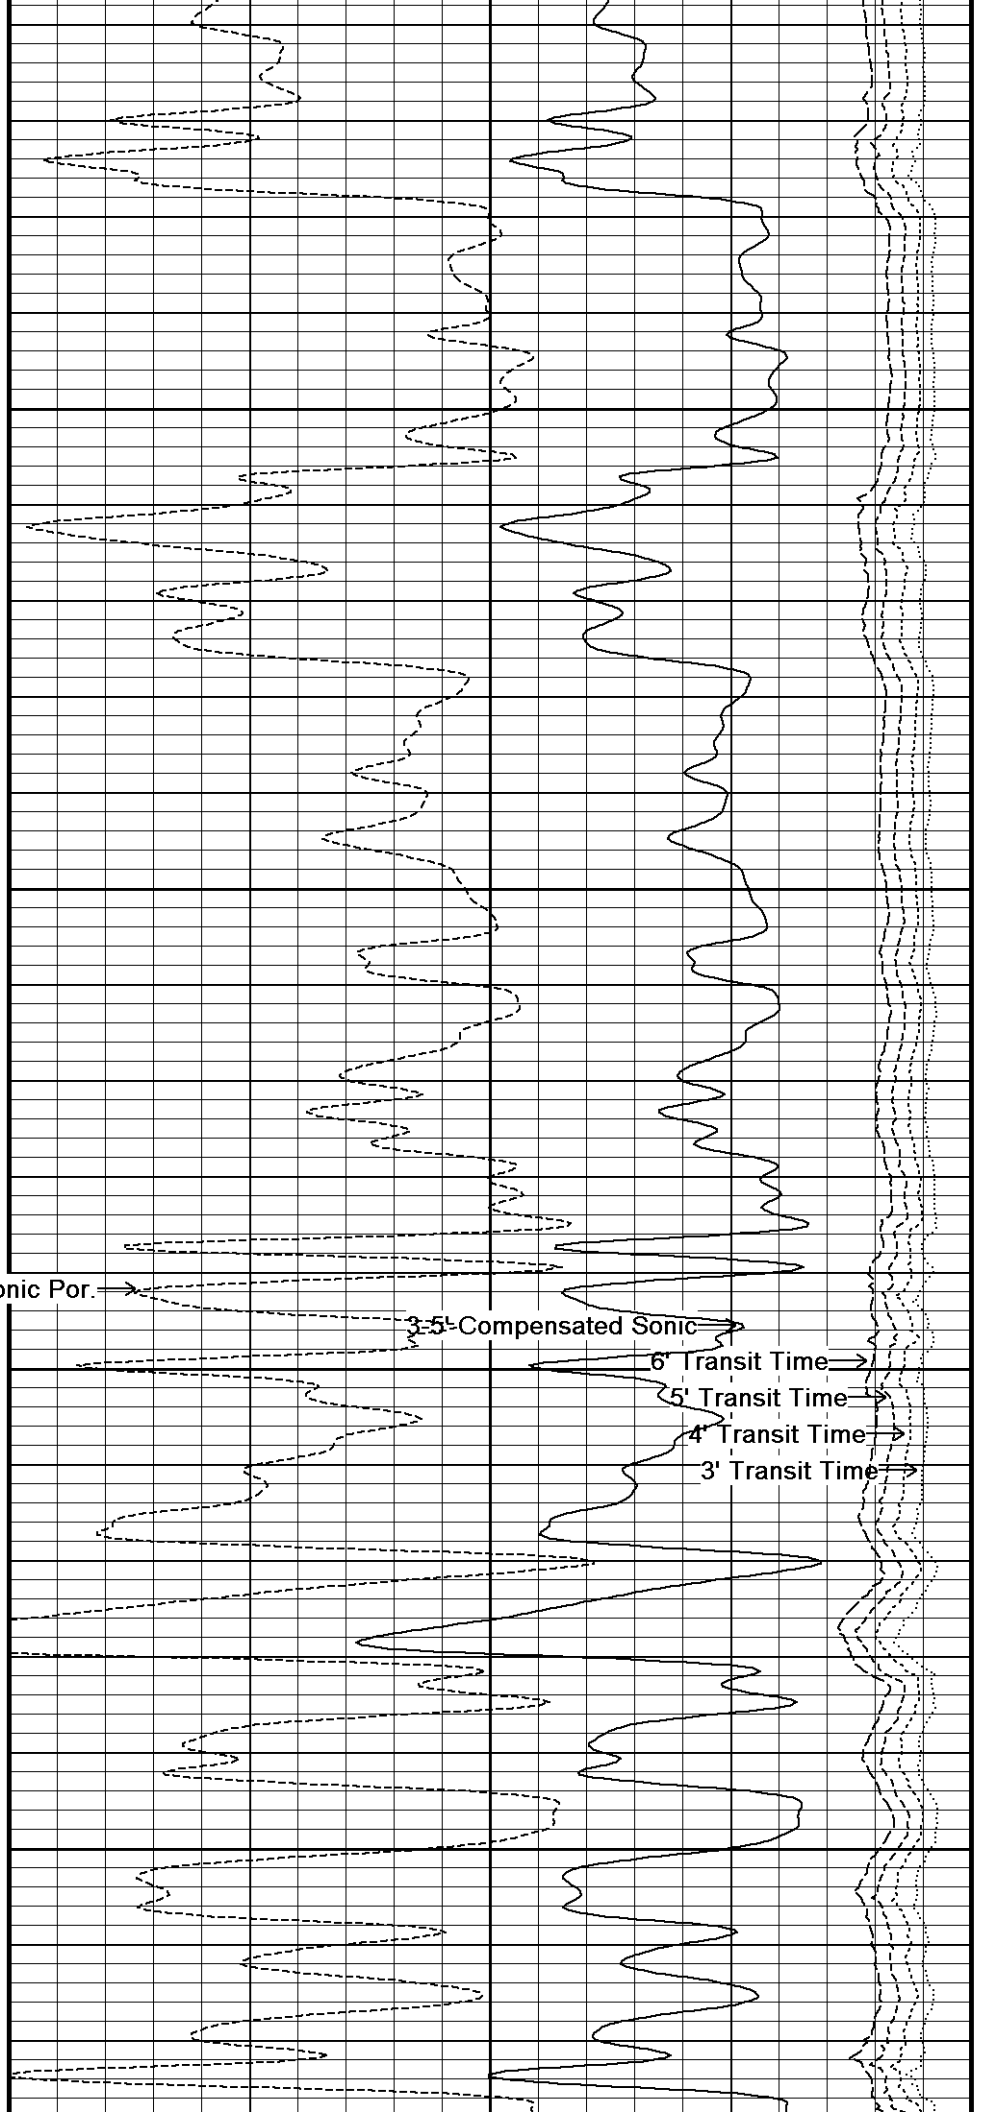 onic Por.
3-5' Compensated Sonic
6' Transit Time
5' Transit Time
4' Transit Time
3' Transit Time